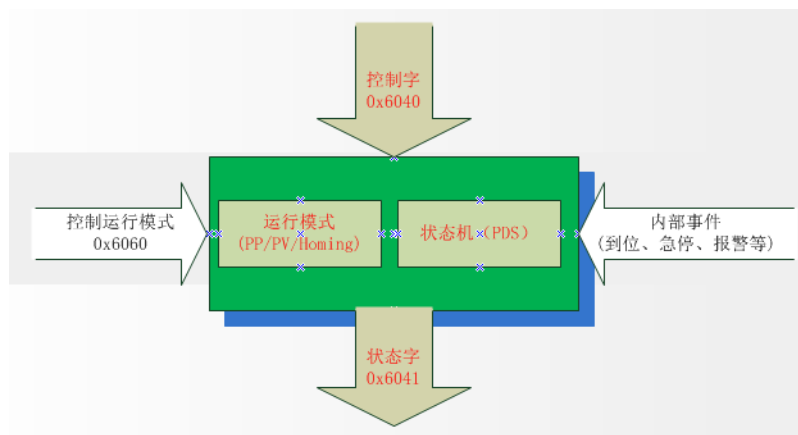 控制字
0x6040
控制运行模式
0x6060
运行模式
(PP/PV/Homing)
状态机（PDS）
内部事件
(到位、急停、报警等)
状态字
0x6041